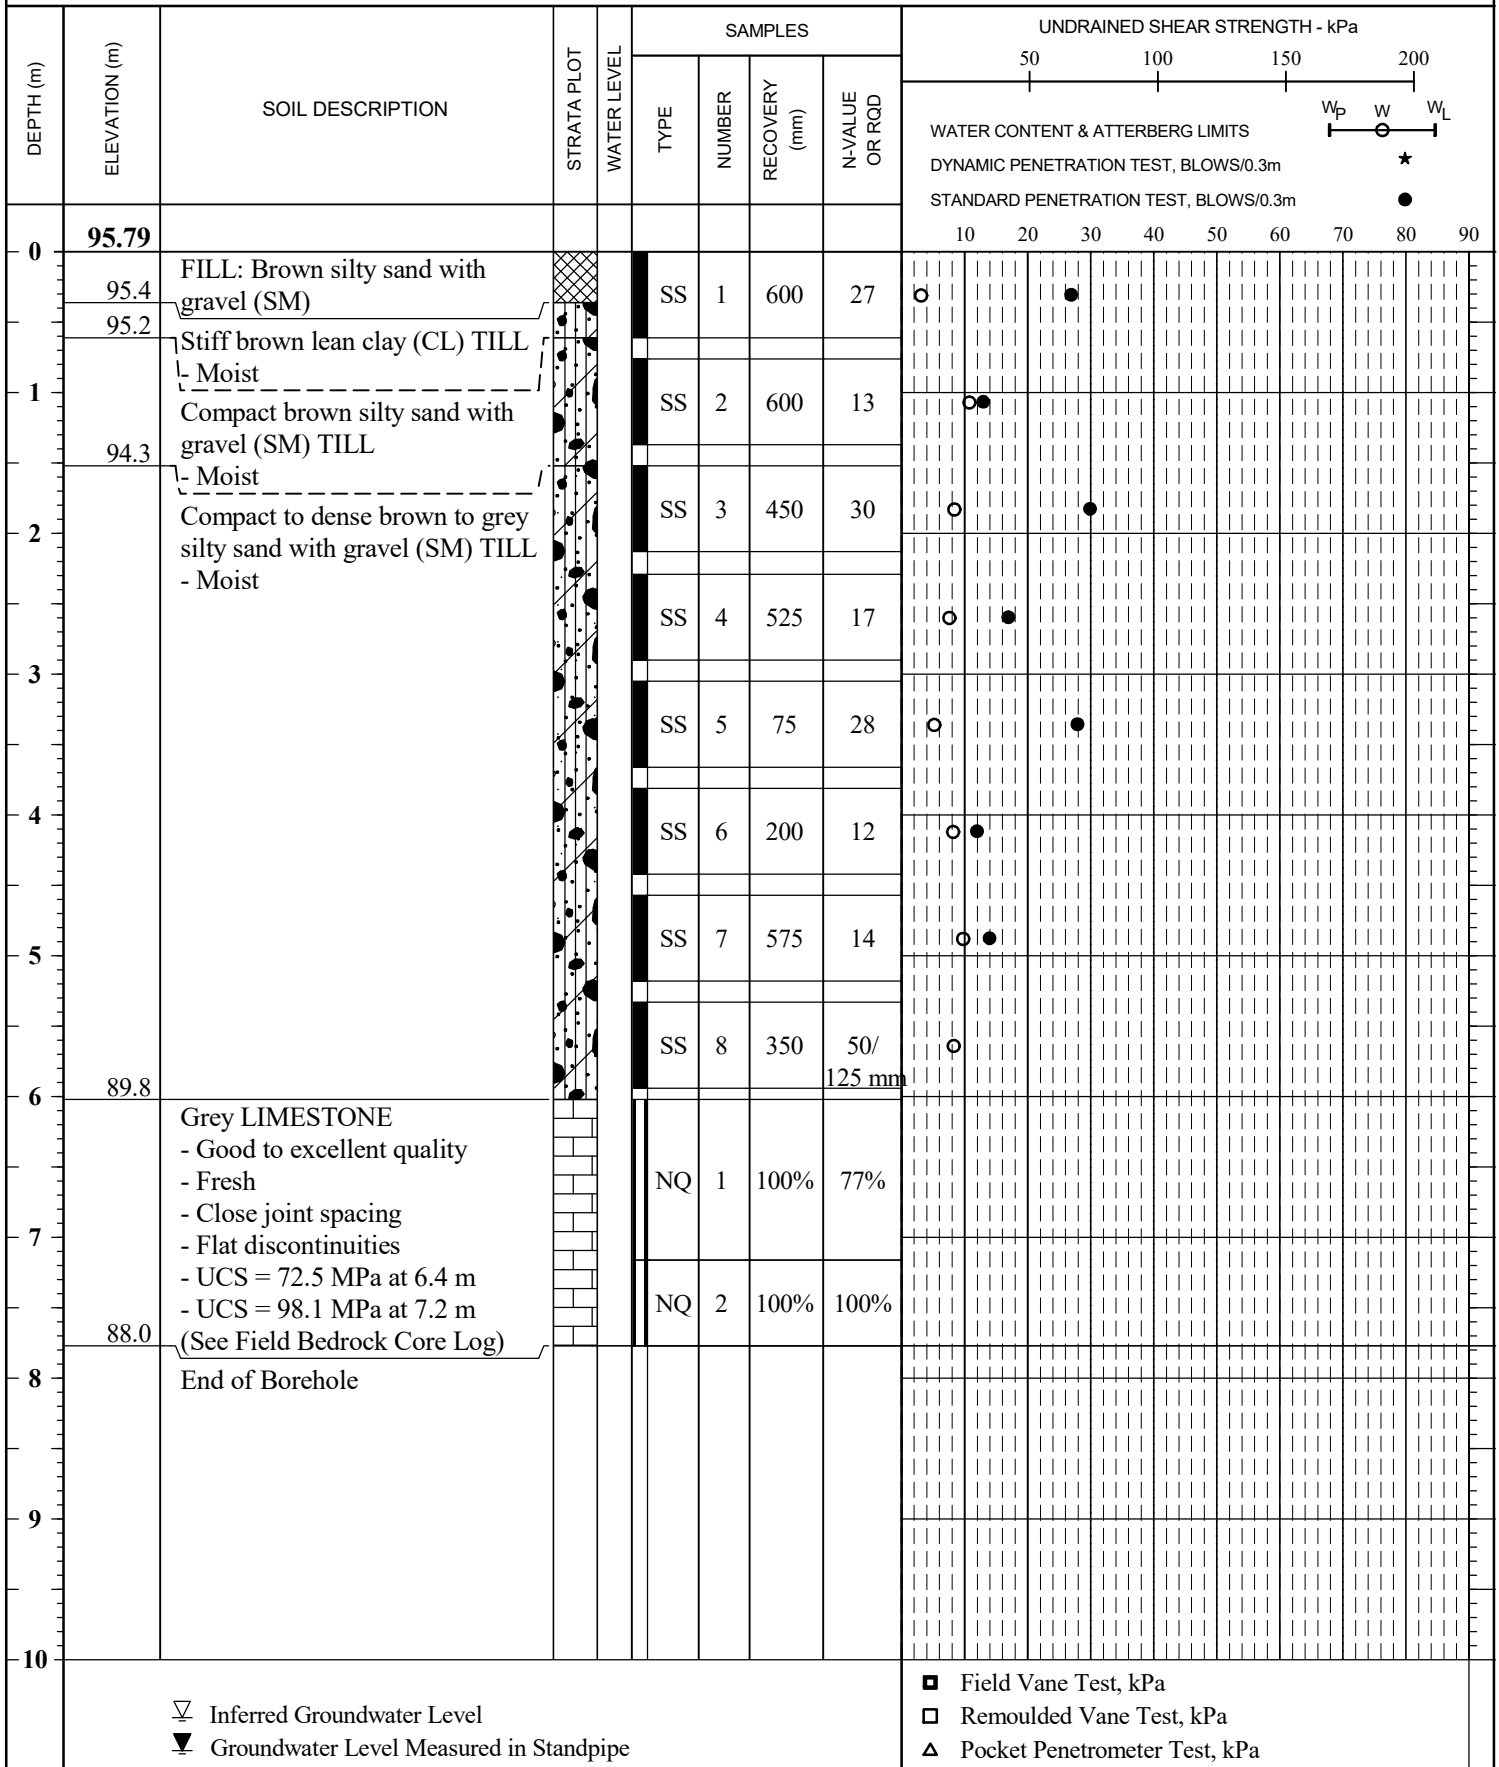 DEPTH (m)
ELEVATION (m)
SOIL DESCRIPTION
STRATA PLOT
WATER LEVEL
SAMPLES
TYPE
NUMBER
RECOVERY (mm)
N-VALUE OR RQD
UNDRAINED SHEAR STRENGTH - kPa
50 100 150 200
WATER CONTENT & ATTERBERG LIMITS
WP W WL
DYNAMIC PENETRATION TEST, BLOWS/0.3m ★
STANDARD PENETRATION TEST, BLOWS/0.3m ●
10 20 30 40 50 60 70 80 90
95.79
0
FILL: Brown silty sand with
gravel (SM)
95.4
SS 1 600 27
95.2
Stiff brown lean clay (CL) TILL
- Moist
1
SS 2 600 13
Compact brown silty sand with
gravel (SM) TILL
94.3
- Moist
SS 3 450 30
Compact to dense brown to grey
2
silty sand with gravel (SM) TILL
- Moist
SS 4 525 17
3
SS 5 75 28
4
SS 6 200 12
SS 7 575 14
5
SS 8 350 50/
125 mm
89.8
6
Grey LIMESTONE
- Good to excellent quality
- Fresh
NQ 1 100% 77%
- Close joint spacing
7
- Flat discontinuities
- UCS = 72.5 MPa at 6.4 m
- UCS = 98.1 MPa at 7.2 m
NQ 2 100% 100%
88.0
(See Field Bedrock Core Log)
8
End of Borehole
9
10
Inferred Groundwater Level
Groundwater Level Measured in Standpipe
Field Vane Test, kPa
Remoulded Vane Test, kPa
Pocket Penetrometer Test, kPa